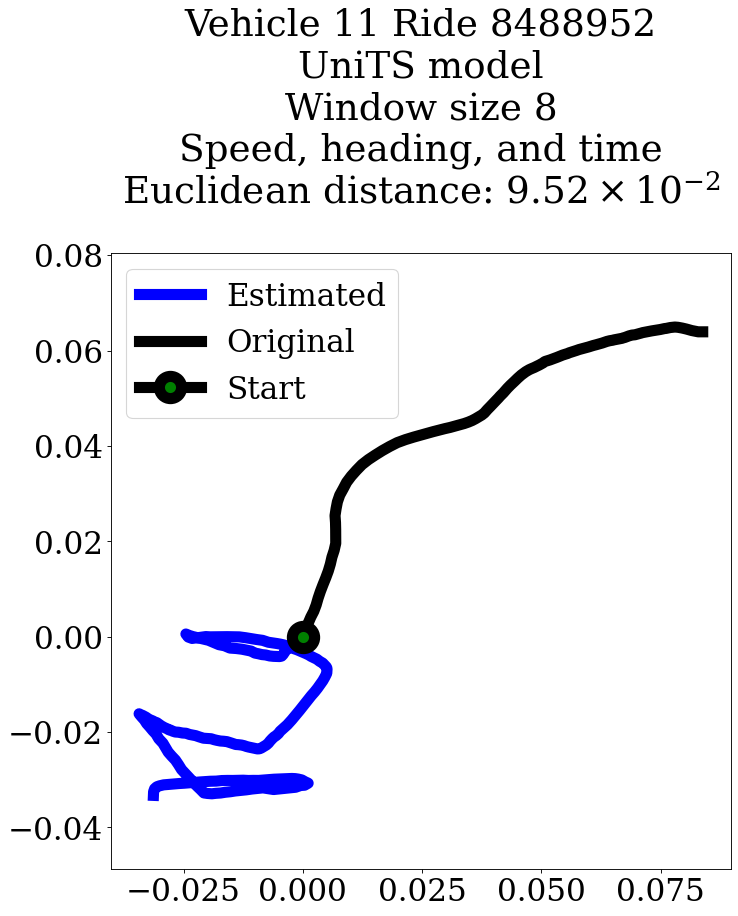 Vehicle 11 Ride 8488952
UniTS model
Window size 8
Speed, heading, and time
Euclidean distance: 9.52 × 10⁻²
0.08
0.06
0.04
0.02
0.00
−0.02
−0.04
Estimated
Original
Start
−0.025 0.000 0.025 0.050 0.075